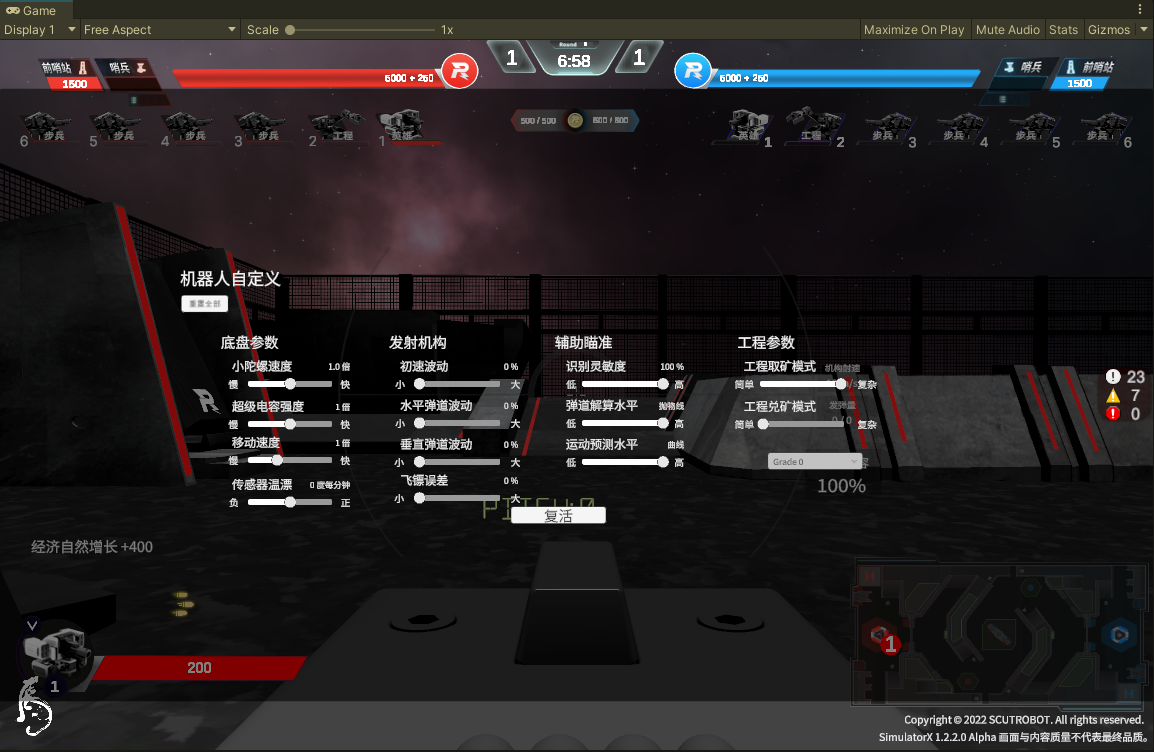 Game
Display 1 Free Aspect Scale 1x Maximize On Play Mute Audio Stats Gizmos
Round
1 6:58 1
前哨站 哨兵 哨兵 前哨站
1500 5000 + 250 5000 + 250 1500
步兵 步兵 步兵 步兵 工程 英雄 英雄 工程 步兵 步兵 步兵 步兵
6 5 4 3 2 1 1 2 3 4 5 6
500 / 500 500 / 500
机器人自定义
重置全部
底盘参数 发射机构 辅助瞄准 工程参数
小陀螺速度 1.0 倍 初速波动 0 % 识别灵敏度 100 % 工程取矿模式 机构射速
慢 快 小 大 低 高 简单 复杂
超级电容强度 1 倍 水平弹道波动 0 % 弹道解算水平 抛物线 工程兑矿模式 发弹量
慢 快 小 大 低 高 简单 0 / 0 复杂
移动速度 1 倍 垂直弹道波动 0 % 运动预测水平 曲线
慢 快 小 大 低 高 Grade 0
传感器温漂 0 度每分钟 飞镖误差 0 %
负 正 小 大
100%
复活
23
7
0
经济自然增长 +400
200
1
1
Copyright © 2022 SCUTROBOT. All rights reserved.
SimulatorX 1.2.2.0 Alpha 画面与内容质量不代表最终品质。